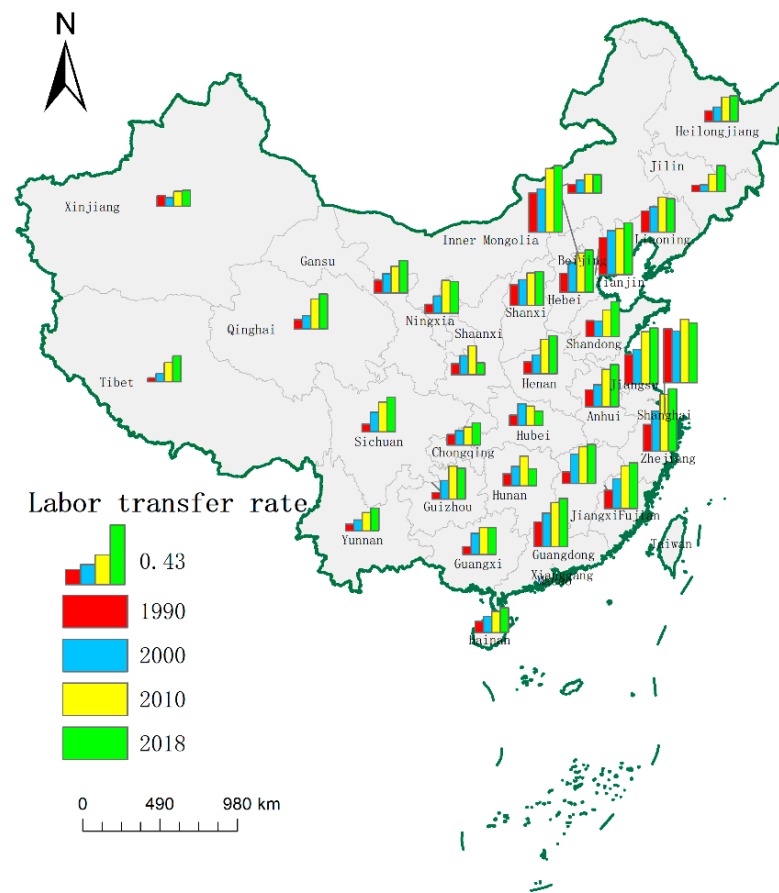 N
Heilongjiang
Jilin
Xinjiang
Inner Mongolia
Liaoning
Gansu
Beijing
Tianjin
Hebei
Ningxia
Shanxi
Qinghai
Shaanxi
Shandong
Tibet
Henan
Jiangsu
Anhui
Shanghai
Sichuan
Hubei
Chongqing
Zhejiang
Hunan
Guizhou
Jiangxi
Fujian
Yunnan
Guangdong
Taiwan
Guangxi
Hainan
Labor transfer rate
0.43
1990
2000
2010
2018
0 490 980 km